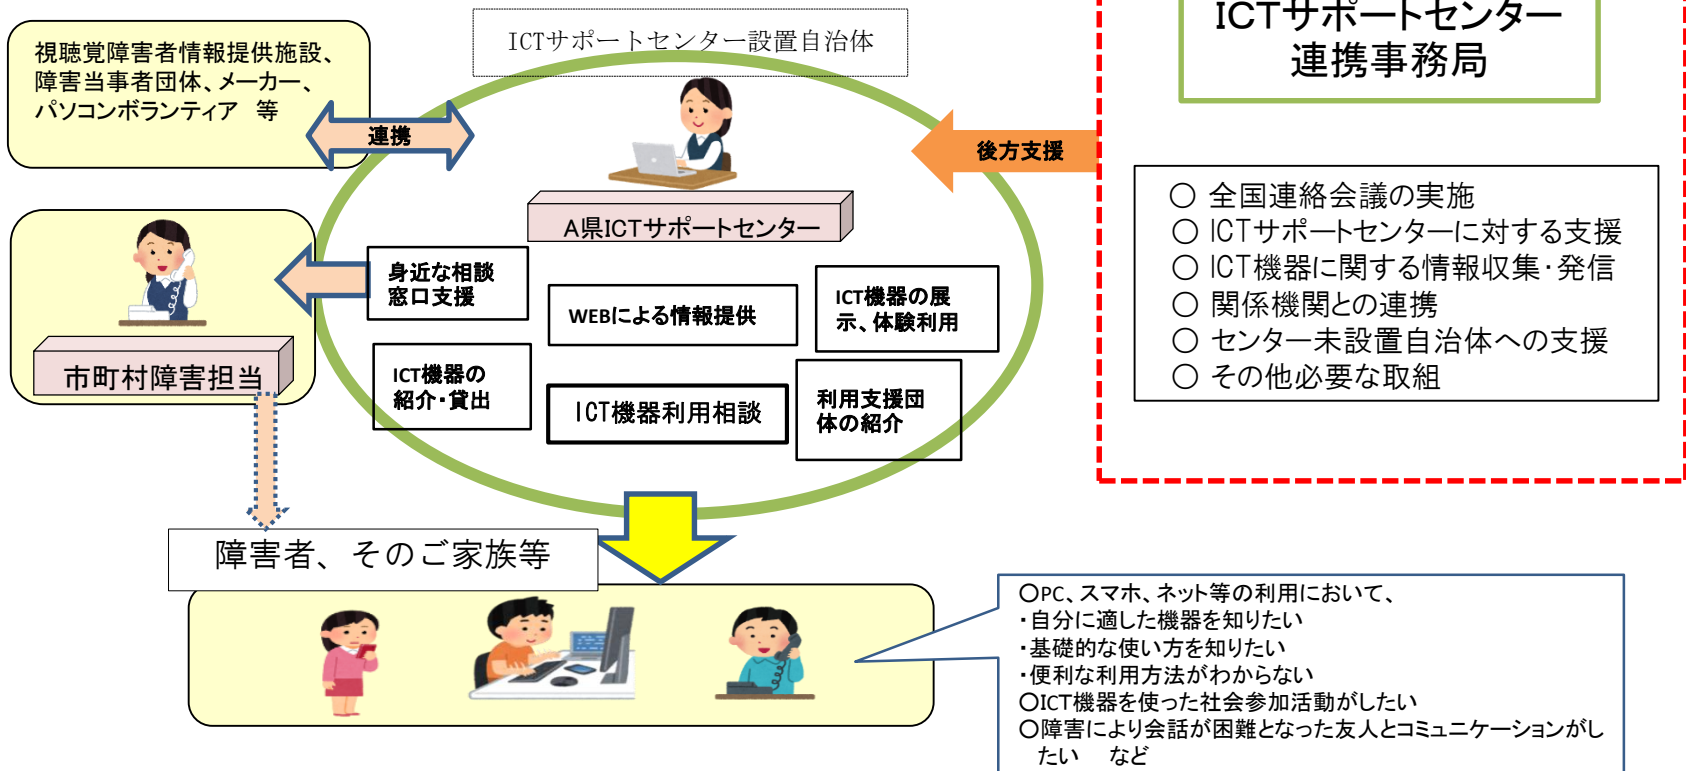 ICTサポートセンター設置自治体
視聴覚障害者情報提供施設、
障害当事者団体、メーカー、
パソコンボランティア　等
連携
後方支援
ICTサポートセンター
連携事務局
○ 全国連絡会議の実施
○ ICTサポートセンターに対する支援
○ ICT機器に関する情報収集・発信
○ 関係機関との連携
○ センター未設置自治体への支援
○ その他必要な取組
A県ICTサポートセンター
身近な相談
窓口支援
WEBによる情報提供
ICT機器の展
示、体験利用
市町村障害担当
ICT機器の
紹介・貸出
ICT機器利用相談
利用支援団
体の紹介
障害者、そのご家族等
○PC、スマホ、ネット等の利用において、
・自分に適した機器を知りたい
・基礎的な使い方を知りたい
・便利な利用方法がわからない
○ICT機器を使った社会参加活動がしたい
○障害により会話が困難となった友人とコミュニケーションがし
たい　など